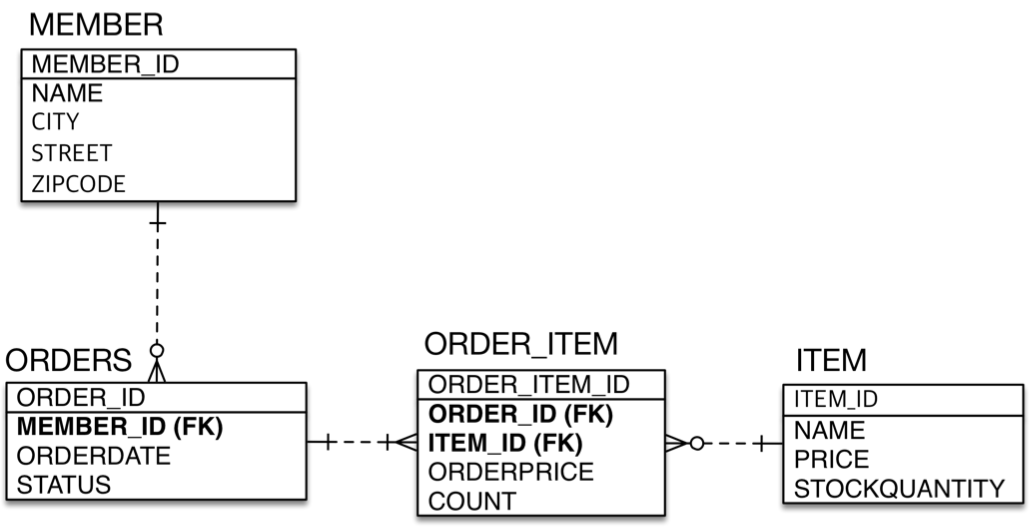 MEMBER
MEMBER_ID
NAME
CITY
STREET
ZIPCODE
ORDERS
ORDER_ID
MEMBER_ID (FK)
ORDERDATE
STATUS
ORDER_ITEM
ORDER_ITEM_ID
ORDER_ID (FK)
ITEM_ID (FK)
ORDERPRICE
COUNT
ITEM
ITEM_ID
NAME
PRICE
STOCKQUANTITY